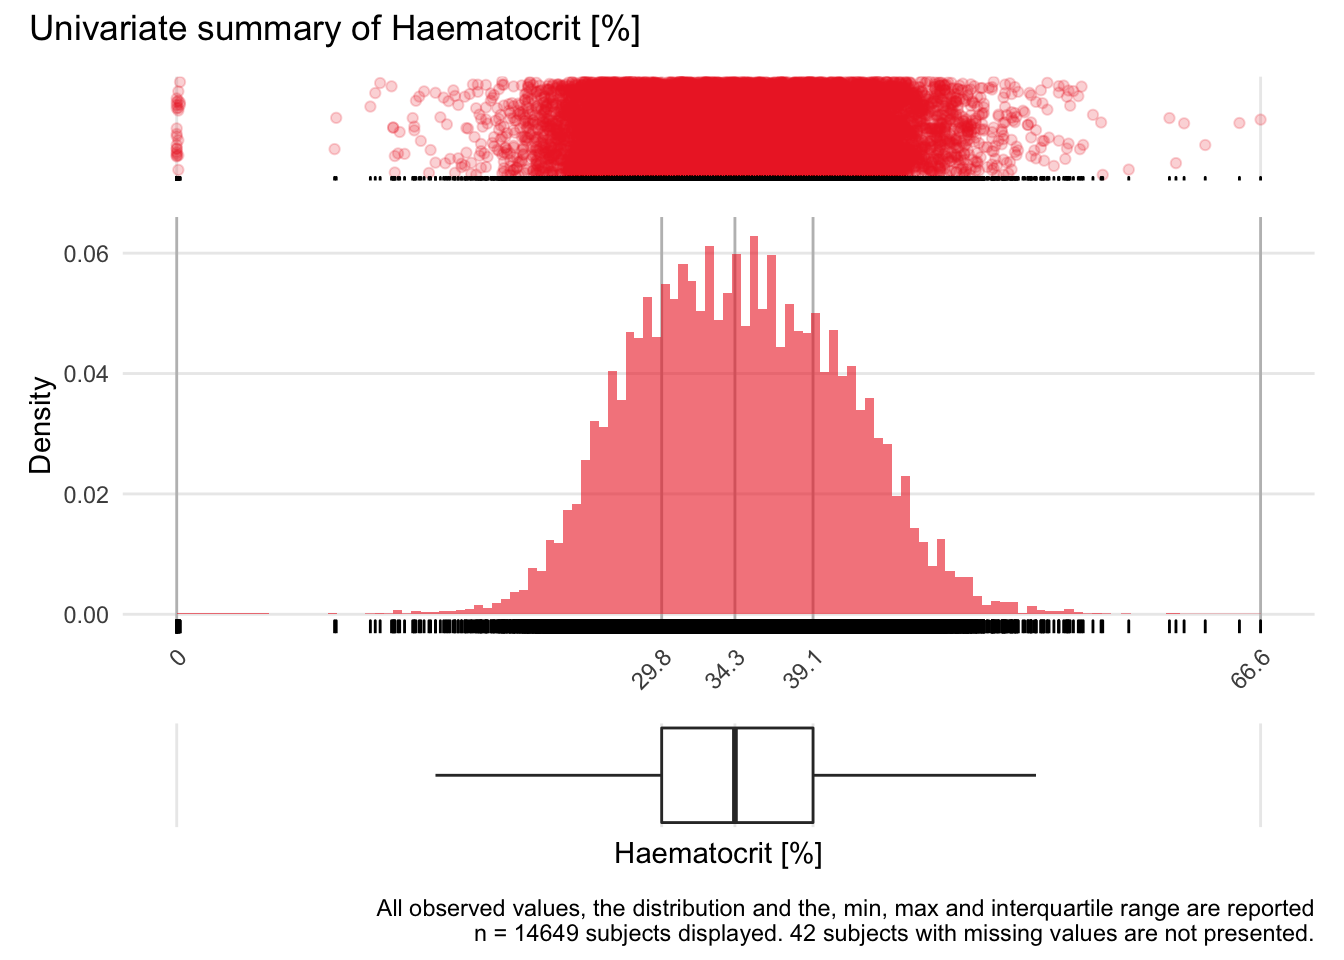 Univariate summary of Haematocrit [%]
0.06
0.04
0.02
0.00
Density
0
29.8
34.3
39.1
66.6
Haematocrit [%]
All observed values, the distribution and the, min, max and interquartile range are reported
n = 14649 subjects displayed. 42 subjects with missing values are not presented.